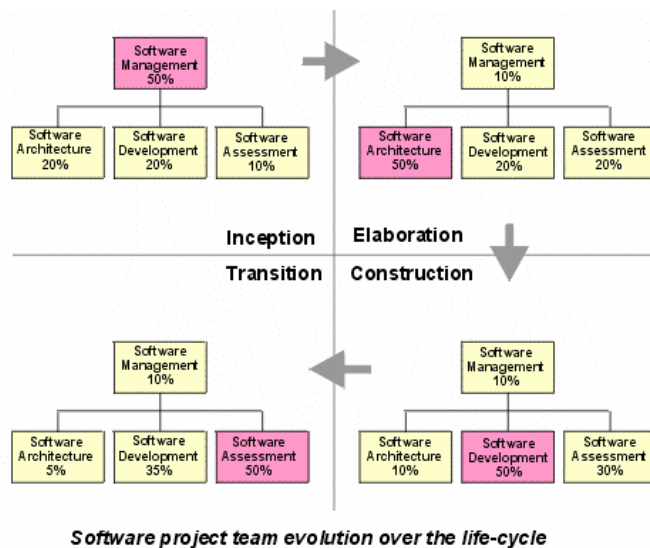 Software
Management
50%
Software
Architecture
20%
Software
Development
20%
Software
Assessment
10%
Software
Management
10%
Software
Architecture
50%
Software
Development
20%
Software
Assessment
20%
Inception
Elaboration
Transition
Construction
Software
Management
10%
Software
Architecture
5%
Software
Development
35%
Software
Assessment
50%
Software
Management
10%
Software
Architecture
10%
Software
Development
50%
Software
Assessment
30%
Software project team evolution over the life-cycle